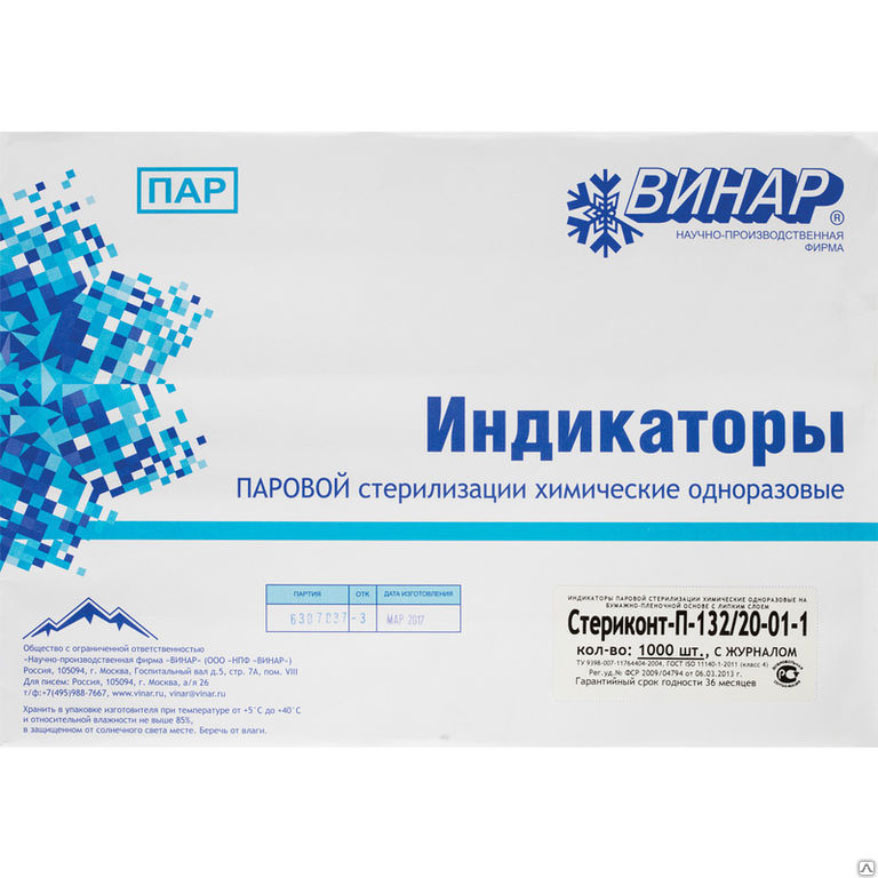 ПАР
ВИНАР®
НАУЧНО-ПРОИЗВОДСТВЕННАЯ
ФИРМА
Индикаторы
ПАРОВОЙ стерилизации химические одноразовые
ПАРТИЯ ОТК ДАТА ИЗГОТОВЛЕНИЯ
6307037-3 МАР 2017
Общество с ограниченной ответственностью
«Научно-производственная фирма «ВИНАР» (ООО «НПФ «ВИНАР»)
Россия, 105094, г. Москва, Госпитальный вал д.5, стр. 7А, пом. VIII
Для писем: Россия, 105094, г. Москва, а/я 26
т/ф:+7(495)988-7667, www.vinar.ru, vinar@vinar.ru
Хранить в упаковке изготовителя при температуре от +5˚С до +40˚С
и относительной влажности не выше 85%,
в защищенном от солнечного света месте. Беречь от влаги.
ИНДИКАТОРЫ ПАРОВОЙ СТЕРИЛИЗАЦИИ ХИМИЧЕСКИЕ ОДНОРАЗОВЫЕ НА
БУМАЖНО-ПЛЕНОЧНОЙ ОСНОВЕ С ЛИПКИМ СЛОЕМ
Стериконт-П-132/20-01-1
кол-во: 1000 шт., с ЖУРНАЛОМ
ТУ 9398-007-11764404-2004, ГОСТ ISO 11140-1-2011 (класс 4)
Рег.уд.№ ФСР 2009/04794 от 06.03.2013 г.
Гарантийный срок годности 36 месяцев